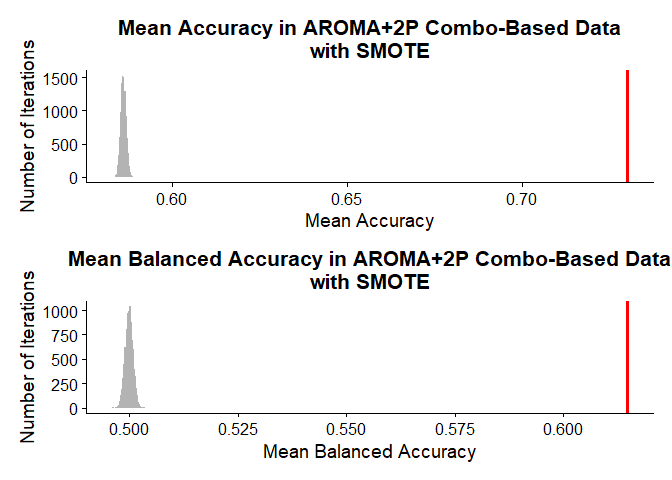 Mean Accuracy in AROMA+2P Combo-Based Data
with SMOTE
Number of Iterations
1500
1000
500
0
0.60
0.65
0.70
Mean Accuracy
Mean Balanced Accuracy in AROMA+2P Combo-Based Data
with SMOTE
Number of Iterations
1000
750
500
250
0
0.500
0.525
0.550
0.575
0.600
Mean Balanced Accuracy